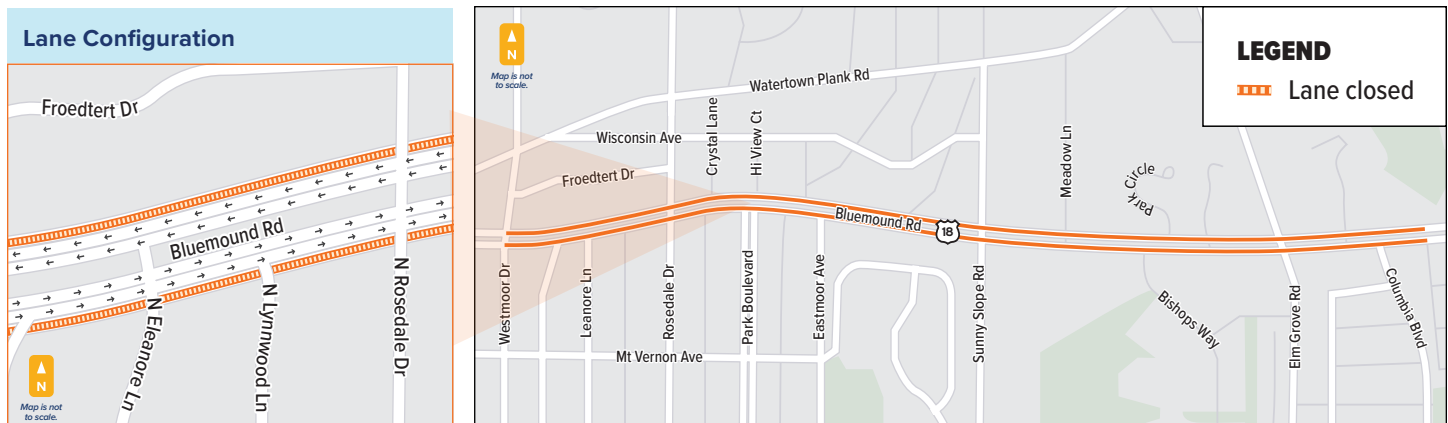 Lane Configuration
Froedtert Dr
Bluemound Rd
N Eleanore Ln
N Lynnwood Ln
N Rosedale Dr
N
Map is not
to scale.
N
Map is not
to scale.
Watertown Plank Rd
Wisconsin Ave
Crystal Lane
Hi View Ct
Froedtert Dr
Meadow Ln
Park Circle
Bluemound Rd
18
Westmoor Dr
Leanore Ln
Rosedale Dr
Park Boulevard
Eastmoor Ave
Sunny Slope Rd
Bishops Way
Elm Grove Rd
Columbia Blvd
Mt Vernon Ave
LEGEND
Lane closed